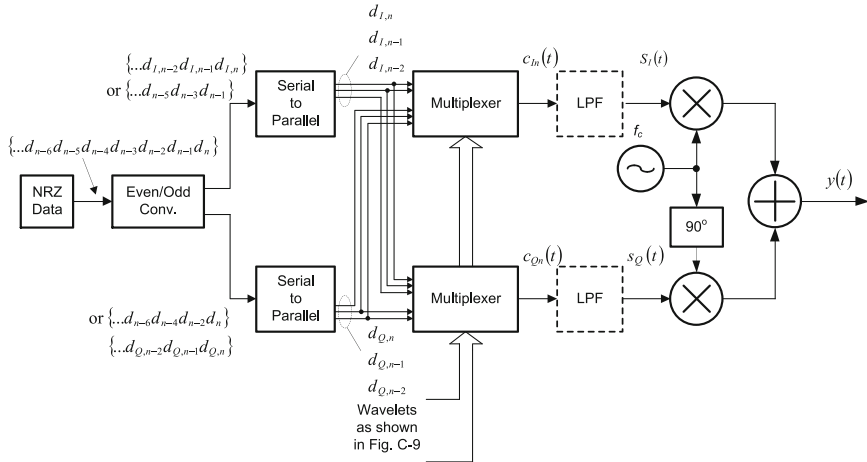 {...d_{I,n-2}d_{I,n-1}d_{I,n}}
or {...d_{n-5}d_{n-3}d_{n-1}}
{...d_{n-6}d_{n-5}d_{n-4}d_{n-3}d_{n-2}d_{n-1}d_n}
NRZ
Data
Even/Odd
Conv.
Serial
to
Parallel
d_{I,n}
d_{I,n-1}
d_{I,n-2}
Multiplexer
c_{In}(t)
LPF
S_I(t)
f_c
90°
y(t)
Serial
to
Parallel
or {...d_{n-6}d_{n-4}d_{n-2}d_n}
{...d_{Q,n-2}d_{Q,n-1}d_{Q,n}}
d_{Q,n}
d_{Q,n-1}
d_{Q,n-2}
Multiplexer
c_{Qn}(t)
LPF
s_Q(t)
Wavelets
as shown
in Fig. C-9